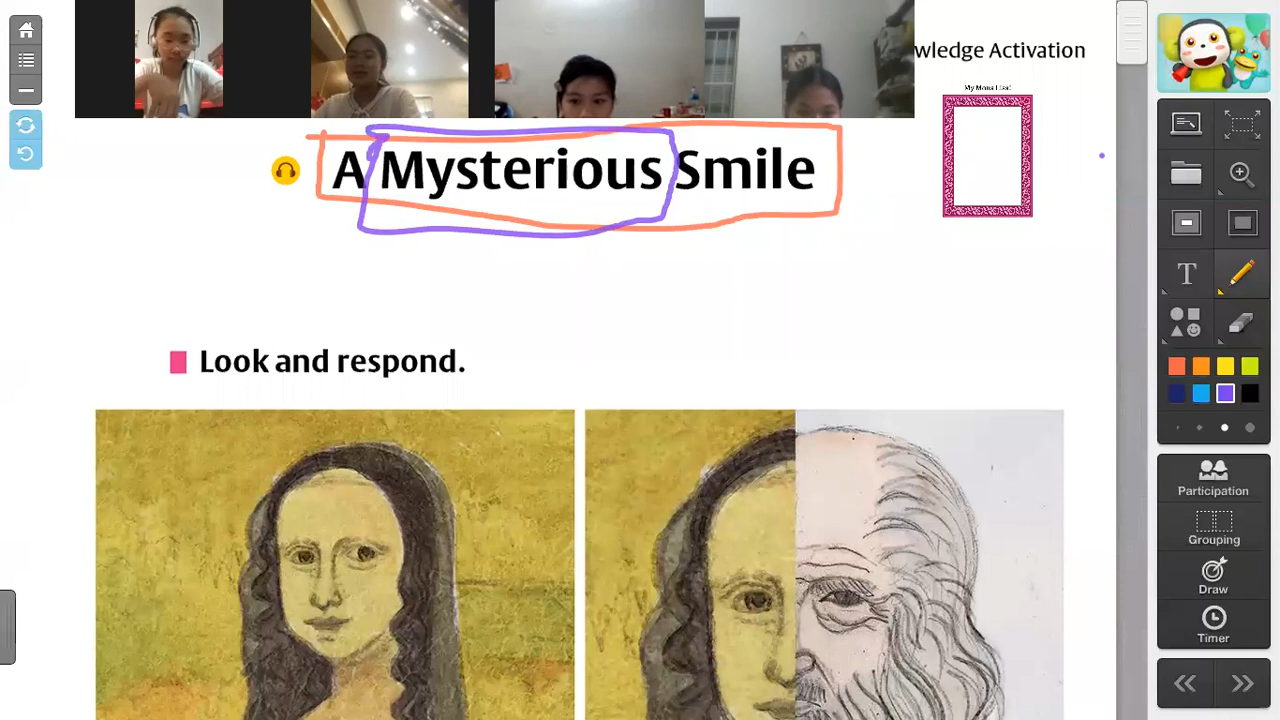 wledge Activation
My Mona Lisa!
A Mysterious Smile
Look and respond.
T
Participation
Grouping
Draw
Timer